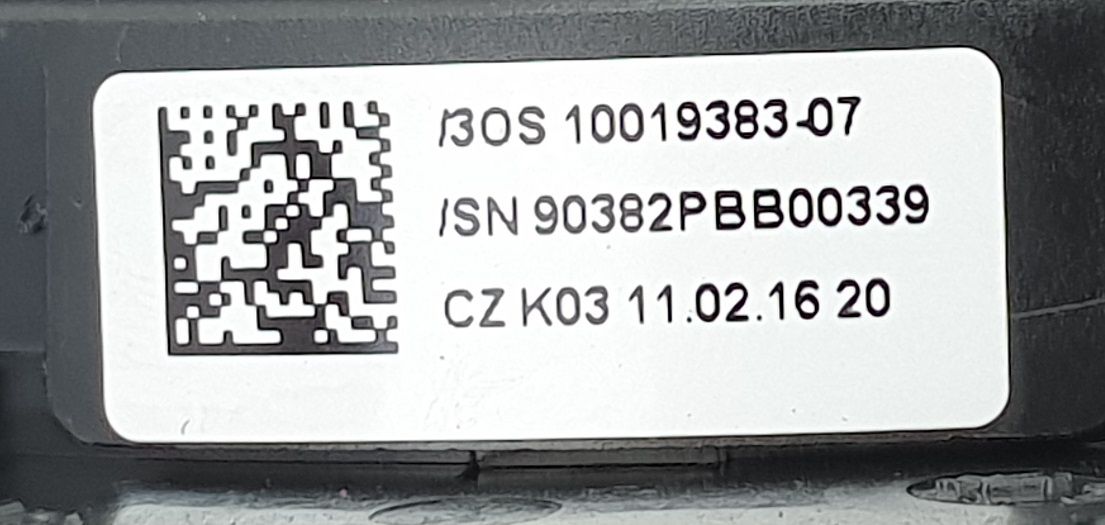 /3OS 10019383-07
/SN 90382PBB00339
CZ K03 11.02.16 20